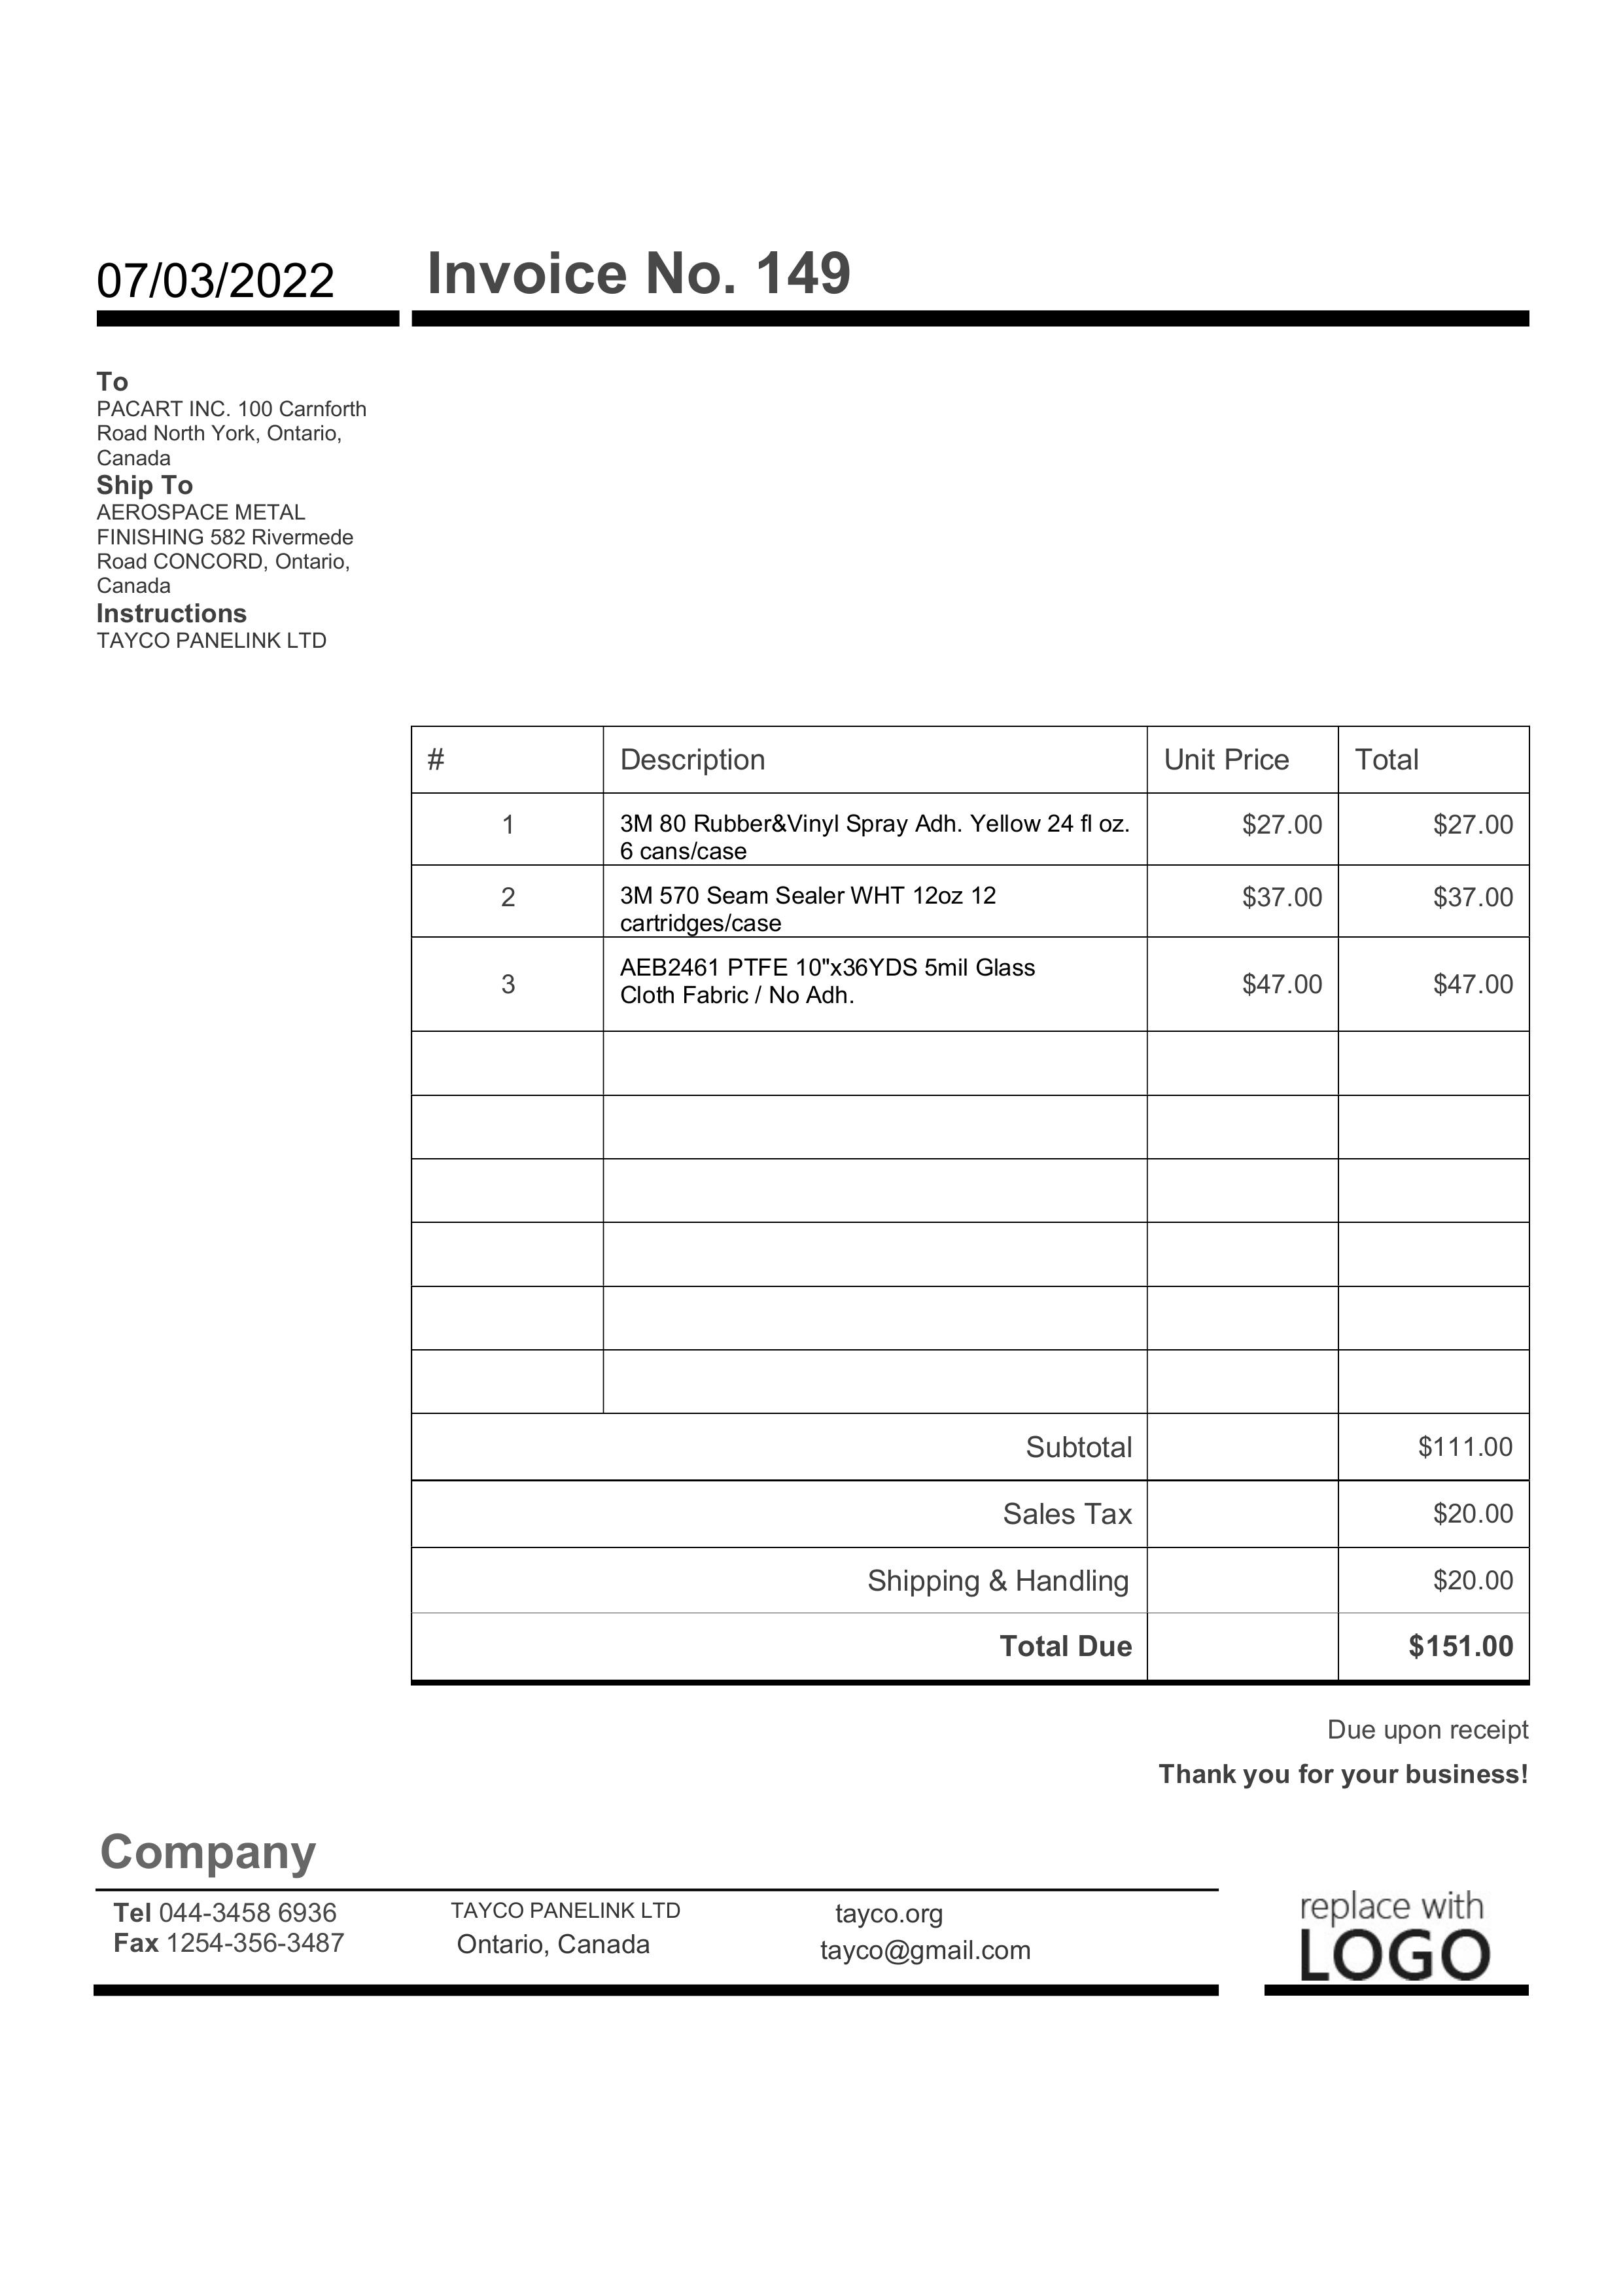 07/03/2022 Invoice No. 149
To
PACART INC. 100 Carnforth
Road North York, Ontario,
Canada
Ship To
AEROSPACE METAL
FINISHING 582 Rivermede
Road CONCORD, Ontario,
Canada
Instructions
TAYCO PANELINK LTD
# Description Unit Price Total
1 3M 80 Rubber&Vinyl Spray Adh. Yellow 24 fl oz. $27.00 $27.00
6 cans/case
2 3M 570 Seam Sealer WHT 12oz 12 $37.00 $37.00
cartridges/case
3 AEB2461 PTFE 10"x36YDS 5mil Glass $47.00 $47.00
Cloth Fabric / No Adh.
Subtotal $111.00
Sales Tax $20.00
Shipping & Handling $20.00
Total Due $151.00
Due upon receipt
Thank you for your business!
Company
Tel 044-3458 6936 TAYCO PANELINK LTD tayco.org
Fax 1254-356-3487 Ontario, Canada tayco@gmail.com
replace with
LOGO